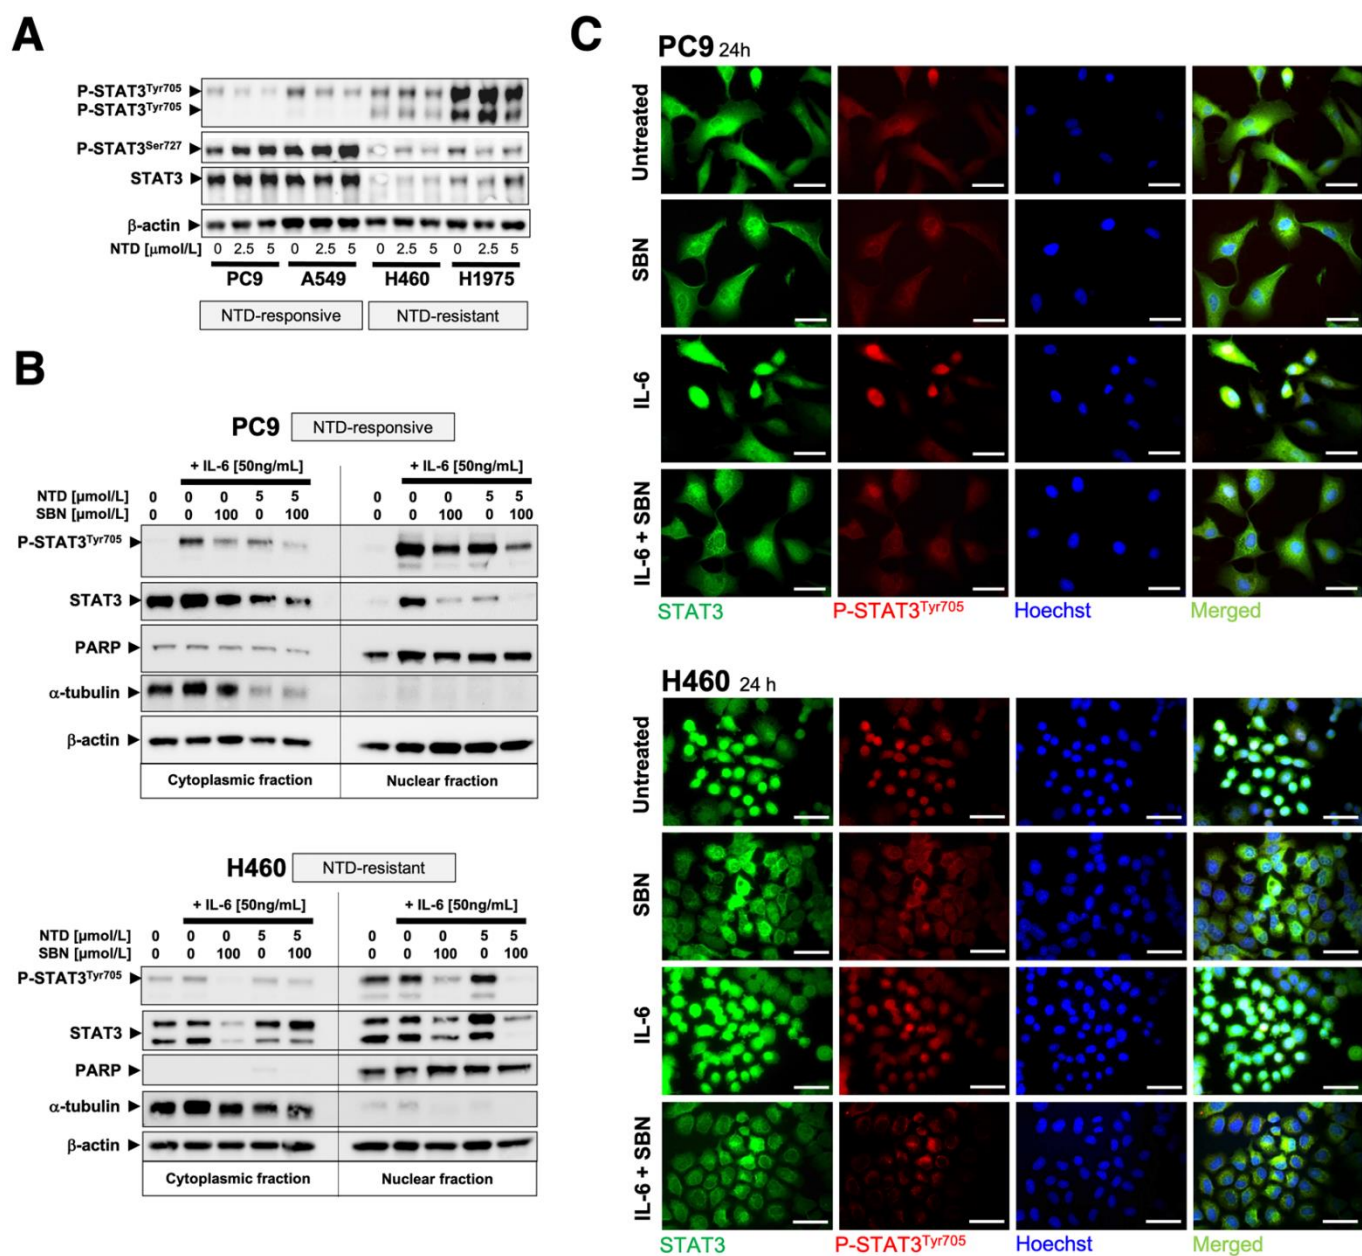 A
P-STAT3Tyr705
P-STAT3Tyr705
P-STAT3Ser727
STAT3
β-actin
NTD [μmol/L] 0 2.5 5 0 2.5 5 0 2.5 5 0 2.5 5
PC9 A549 H460 H1975
NTD-responsive NTD-resistant
B
PC9 NTD-responsive
+ IL-6 [50ng/mL] + IL-6 [50ng/mL]
NTD [μmol/L] 0 0 0 5 5 0 0 0 5 5
SBN [μmol/L] 0 0 100 0 100 0 0 100 0 100
P-STAT3Tyr705
STAT3
PARP
α-tubulin
β-actin
Cytoplasmic fraction Nuclear fraction
H460 NTD-resistant
+ IL-6 [50ng/mL] + IL-6 [50ng/mL]
NTD [μmol/L] 0 0 0 5 5 0 0 0 5 5
SBN [μmol/L] 0 0 100 0 100 0 0 100 0 100
P-STAT3Tyr705
STAT3
PARP
α-tubulin
β-actin
Cytoplasmic fraction Nuclear fraction
C
PC9 24h
Untreated
SBN
IL-6
IL-6 + SBN
STAT3 P-STAT3Tyr705 Hoechst Merged
H460 24 h
Untreated
SBN
IL-6
IL-6 + SBN
STAT3 P-STAT3Tyr705 Hoechst Merged